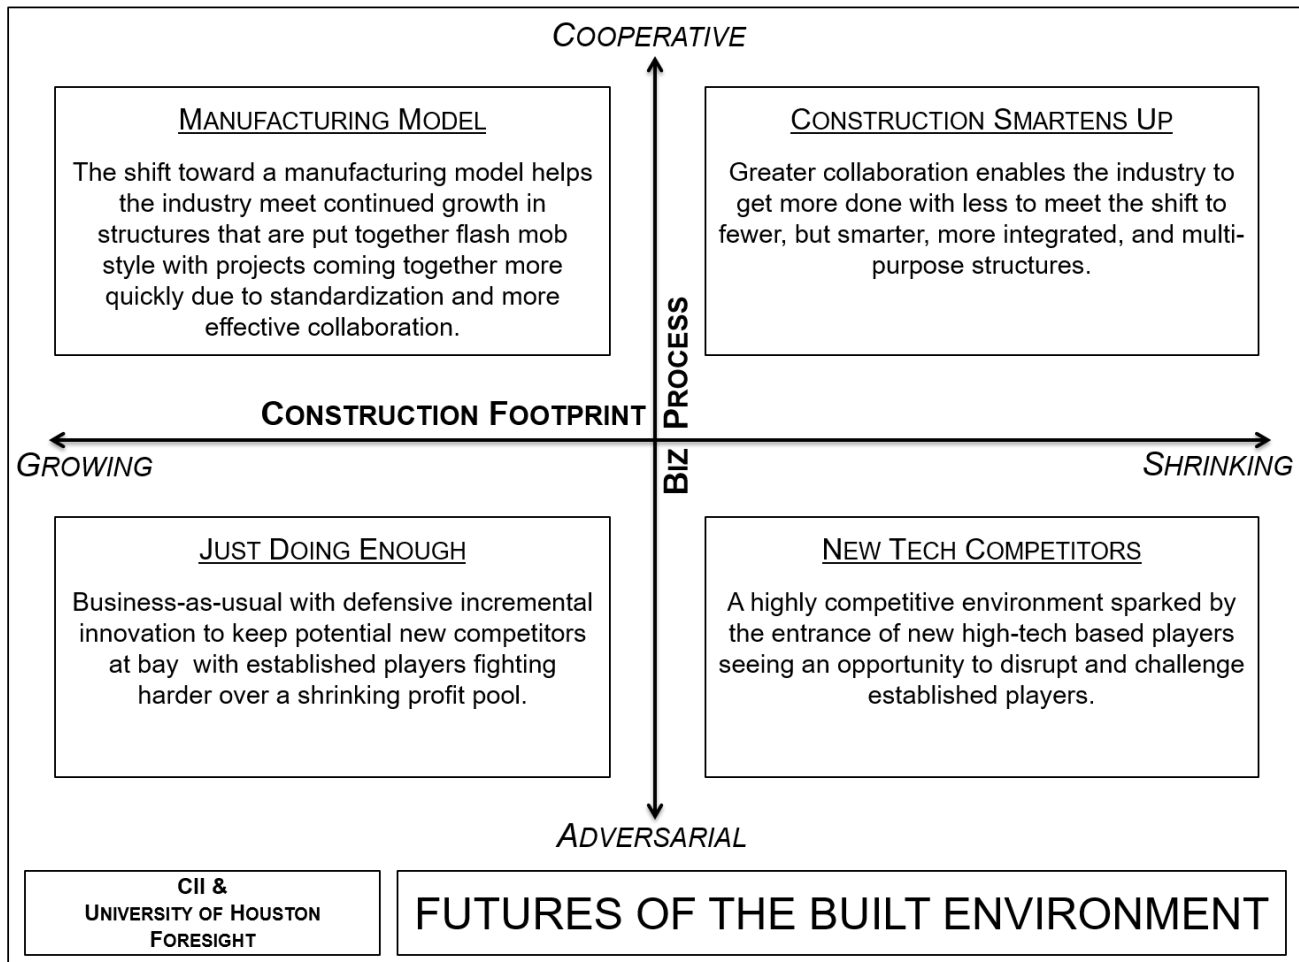 COOPERATIVE
MANUFACTURING MODEL
The shift toward a manufacturing model helps
the industry meet continued growth in
structures that are put together flash mob
style with projects coming together more
quickly due to standardization and more
effective collaboration.
CONSTRUCTION SMARTENS UP
Greater collaboration enables the industry to
get more done with less to meet the shift to
fewer, but smarter, more integrated, and multi-
purpose structures.
CONSTRUCTION FOOTPRINT
BIZ PROCESS
GROWING
SHRINKING
JUST DOING ENOUGH
Business-as-usual with defensive incremental
innovation to keep potential new competitors
at bay  with established players fighting
harder over a shrinking profit pool.
NEW TECH COMPETITORS
A highly competitive environment sparked by
the entrance of new high-tech based players
seeing an opportunity to disrupt and challenge
established players.
ADVERSARIAL
CII &
UNIVERSITY OF HOUSTON
FORESIGHT
FUTURES OF THE BUILT ENVIRONMENT